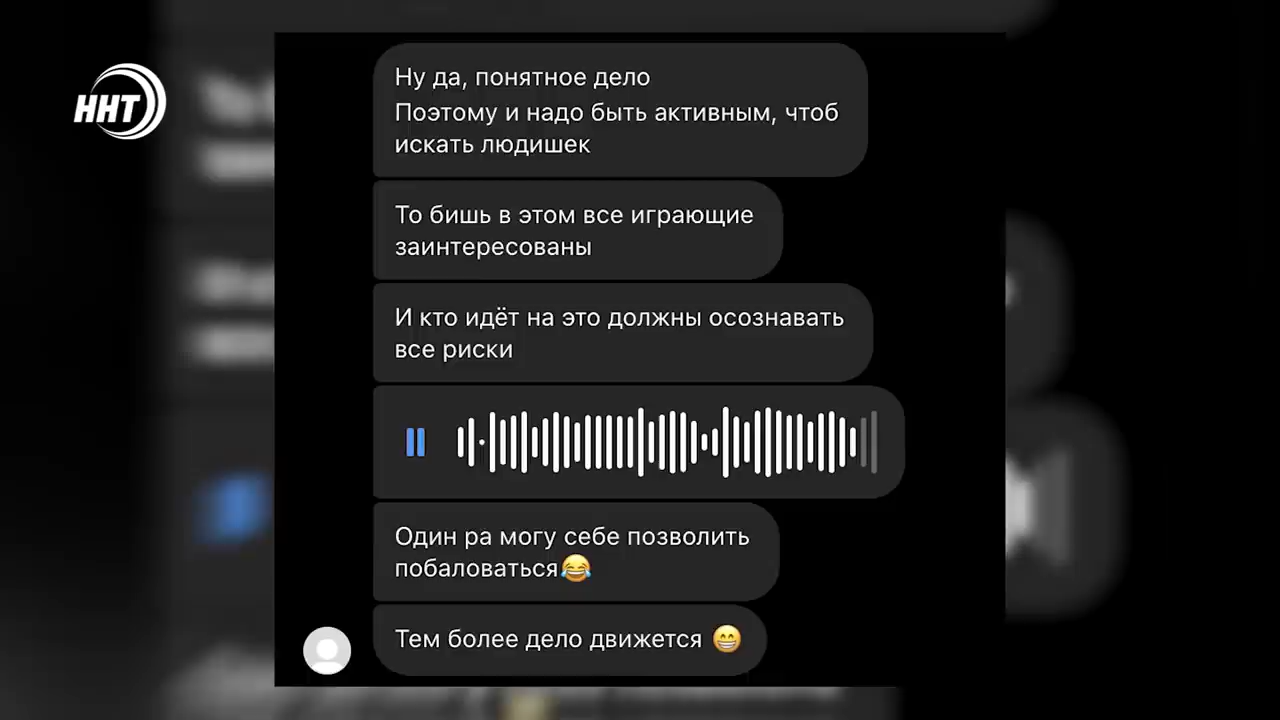 ННТ
Ну да, понятное дело
Поэтому и надо быть активным, чтоб
искать людишек
То бишь в этом все играющие
заинтересованы
И кто идёт на это должны осознавать
все риски
Один ра могу себе позволить
побаловаться😂
Тем более дело движется 😁